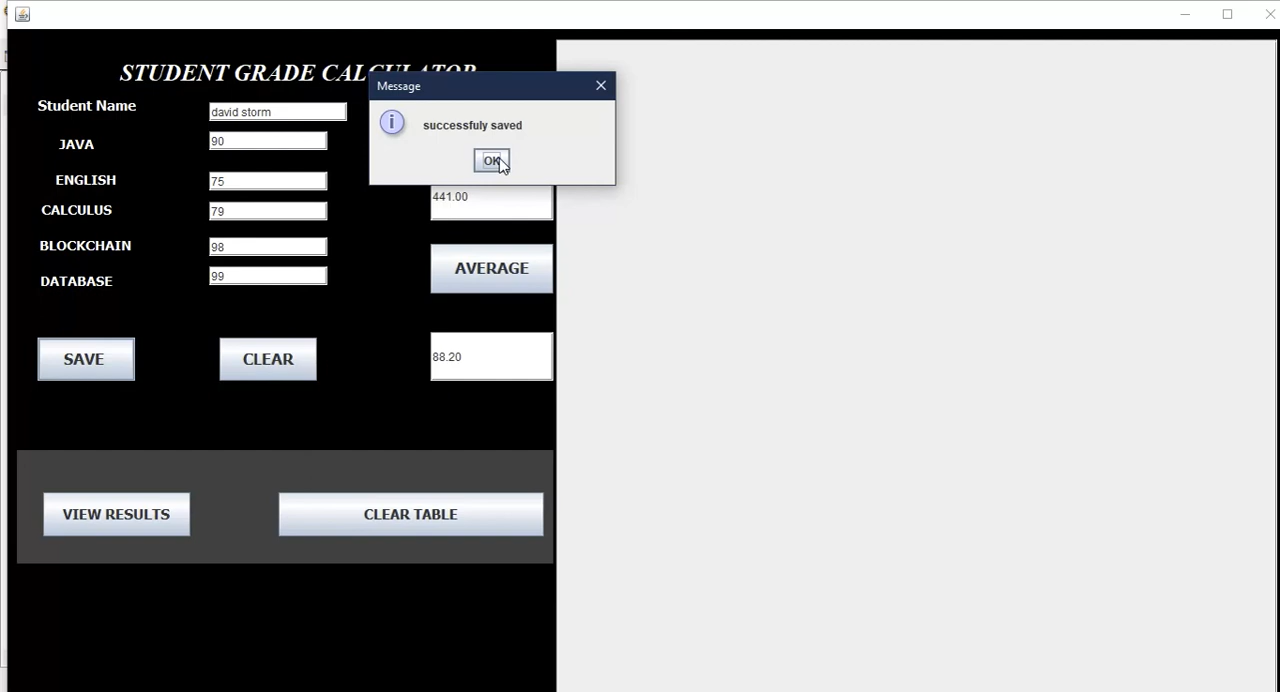 STUDENT GRADE CALCULATOR
Message
Student Name
david storm
successfuly saved
JAVA
90
OK
ENGLISH
75
441.00
CALCULUS
79
BLOCKCHAIN
98
AVERAGE
DATABASE
99
SAVE
CLEAR
88.20
VIEW RESULTS
CLEAR TABLE